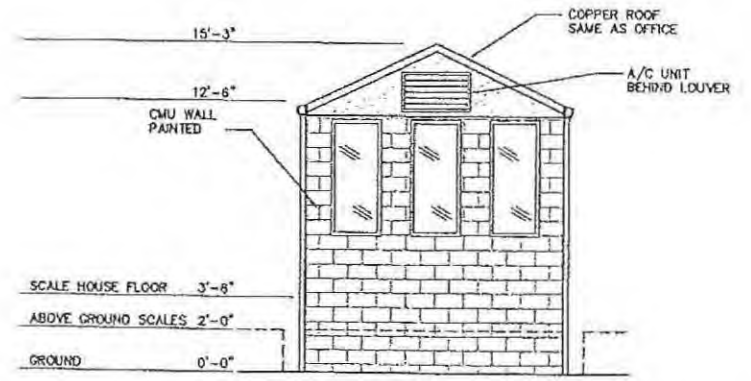 COPPER ROOF
SAME AS OFFICE
15'-3"
A/C UNIT
BEHIND LOUVER
12'-6"
CMU WALL
PAINTED
SCALE HOUSE FLOOR 3'-6"
ABOVE GROUND SCALES 2'-0"
GROUND 0'-0"